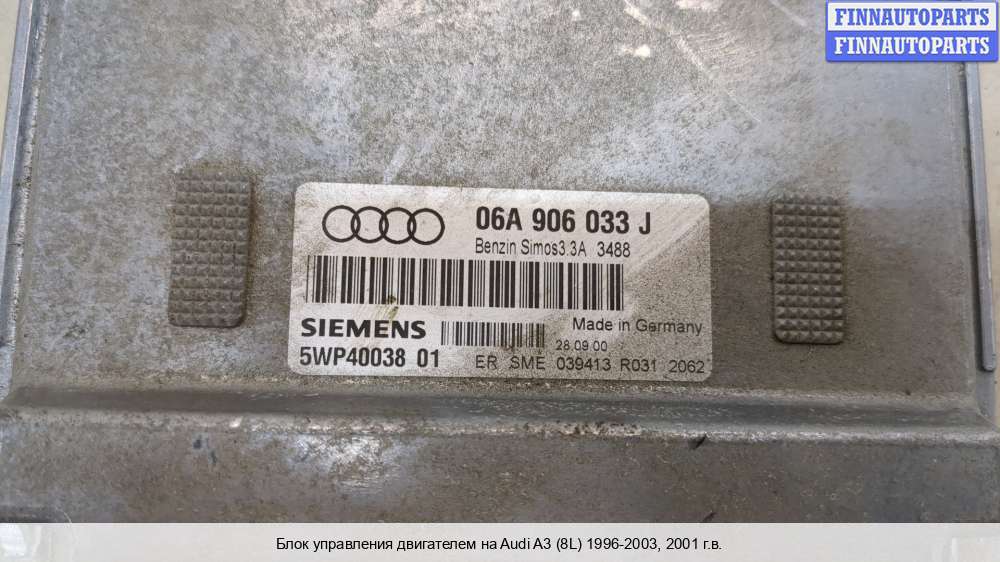 FINNAUTOPARTS
FINNAUTOPARTS
06A 906 033 J
Benzin Simos3.3A 3488
SIEMENS
Made in Germany
28.09.00
5WP40038 01
ER SME 039413 R031 2062
Блок управления двигателем на Audi A3 (8L) 1996-2003, 2001 г.в.